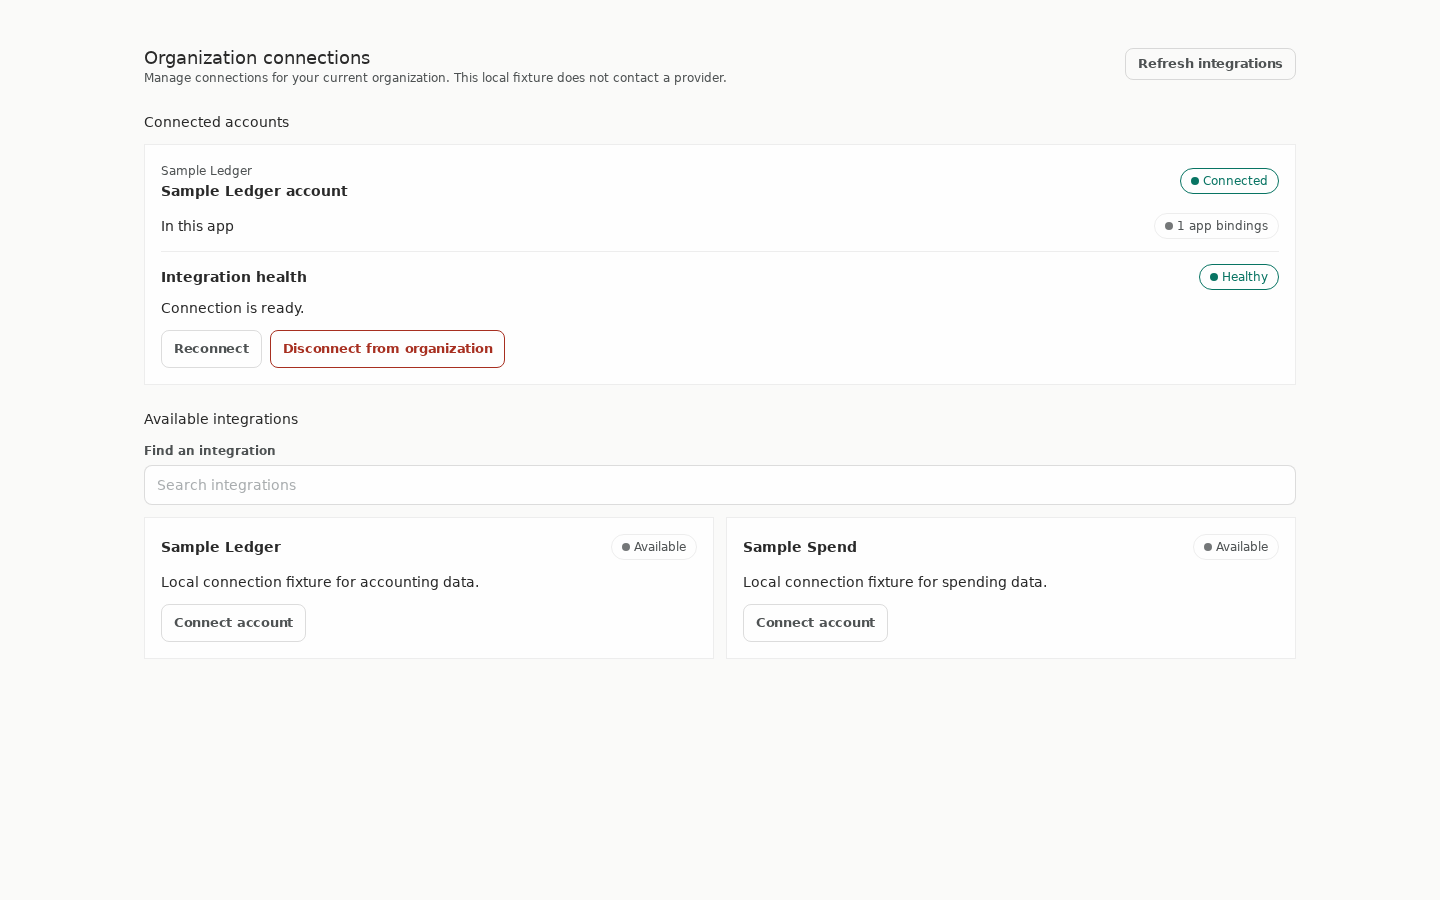 Organization connections
Manage connections for your current organization. This local fixture does not contact a provider.
Refresh integrations
Connected accounts
Sample Ledger
Sample Ledger account
Connected
In this app
1 app bindings
Integration health
Healthy
Connection is ready.
Reconnect
Disconnect from organization
Available integrations
Find an integration
Search integrations
Sample Ledger
Available
Local connection fixture for accounting data.
Connect account
Sample Spend
Available
Local connection fixture for spending data.
Connect account